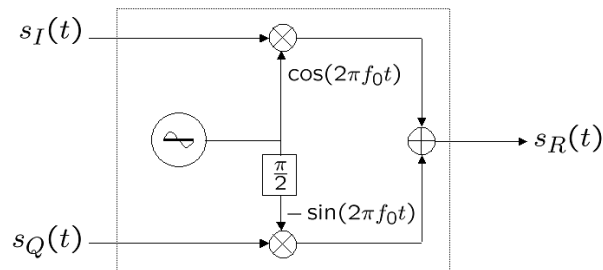 s_I(t)
cos(2πf_0t)
s_R(t)
π/2
−sin(2πf_0t)
s_Q(t)